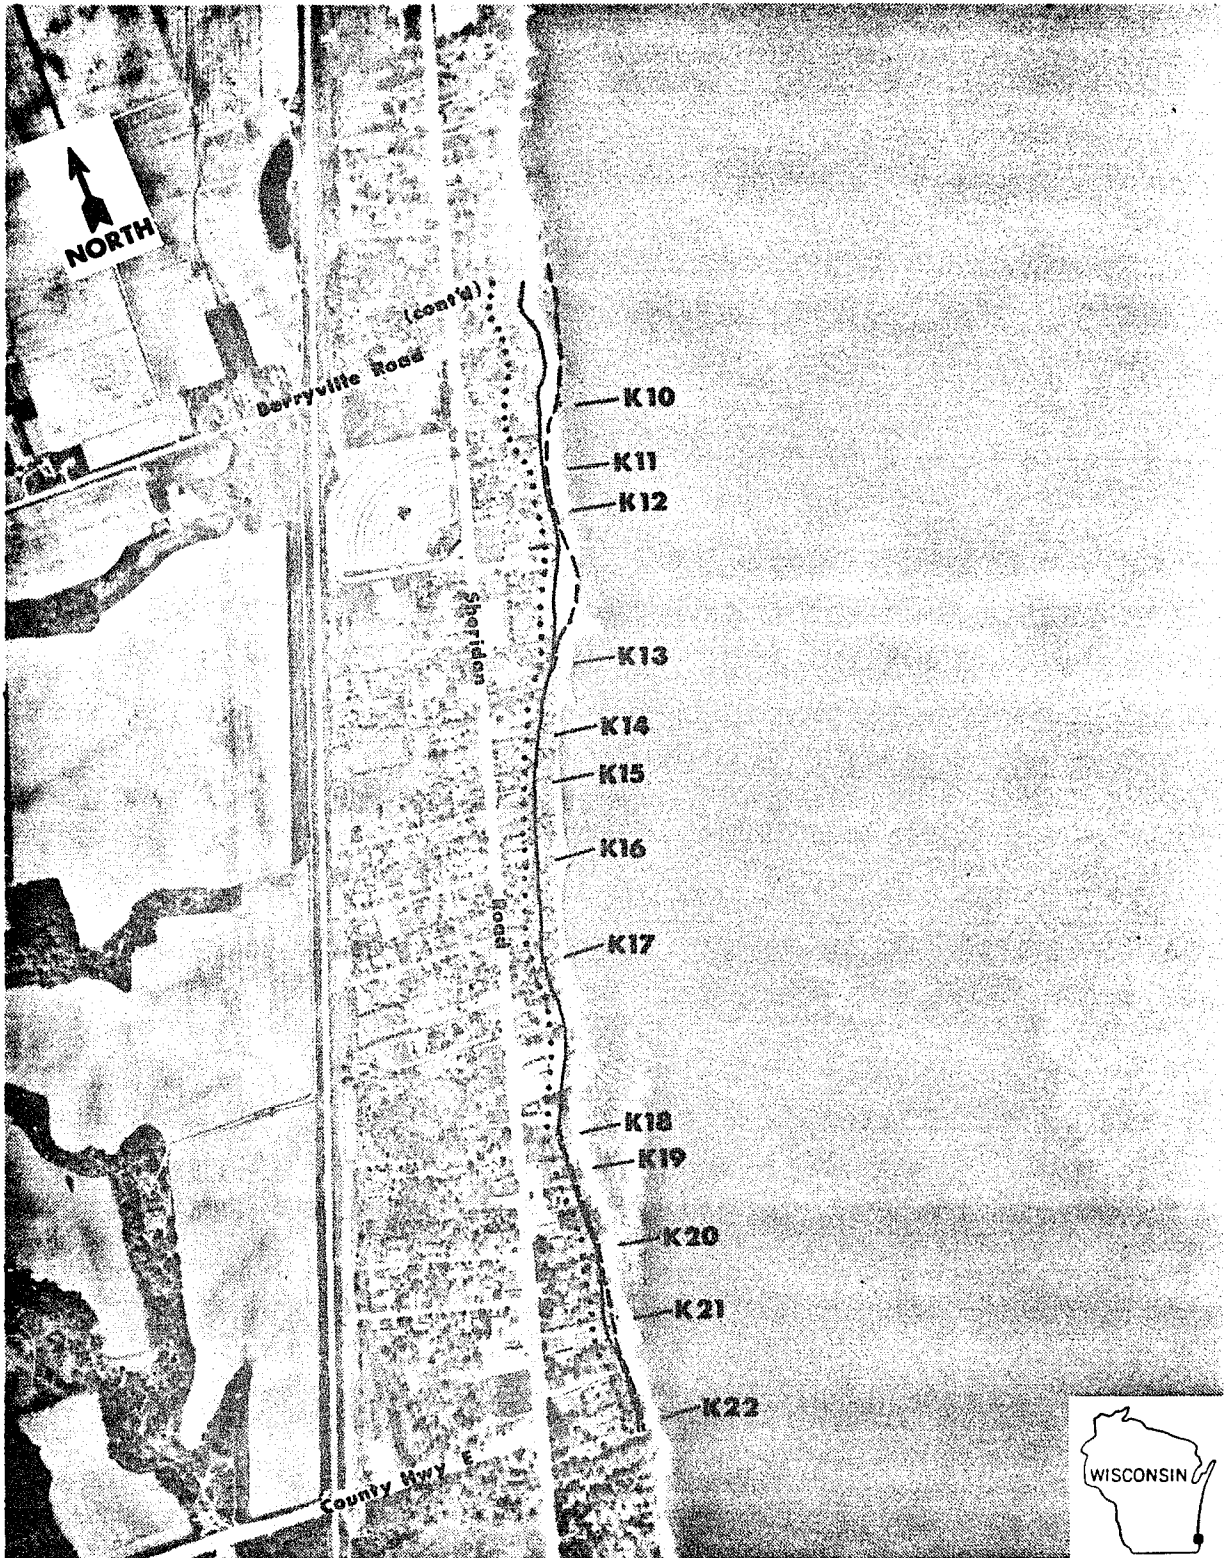 NORTH
(cont'd)
Berryville Road
K10
K11
K12
Sheridan
K13
K14
K15
K16
Road
K17
K18
K19
K20
K21
K22
County Hwy E
WISCONSIN